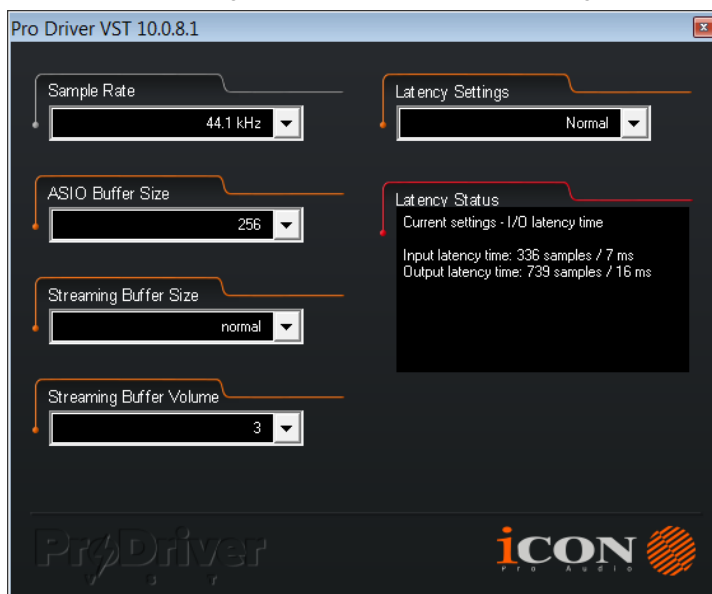 Pro Driver VST 10.0.8.1
Sample Rate
44.1 kHz
ASIO Buffer Size
256
Streaming Buffer Size
normal
Streaming Buffer Volume
3
Latency Settings
Normal
Latency Status
Current settings - I/O latency time
Input latency time: 336 samples / 7 ms
Output latency time: 739 samples / 16 ms
ProDriver
V S T
iCON
Pro Audio